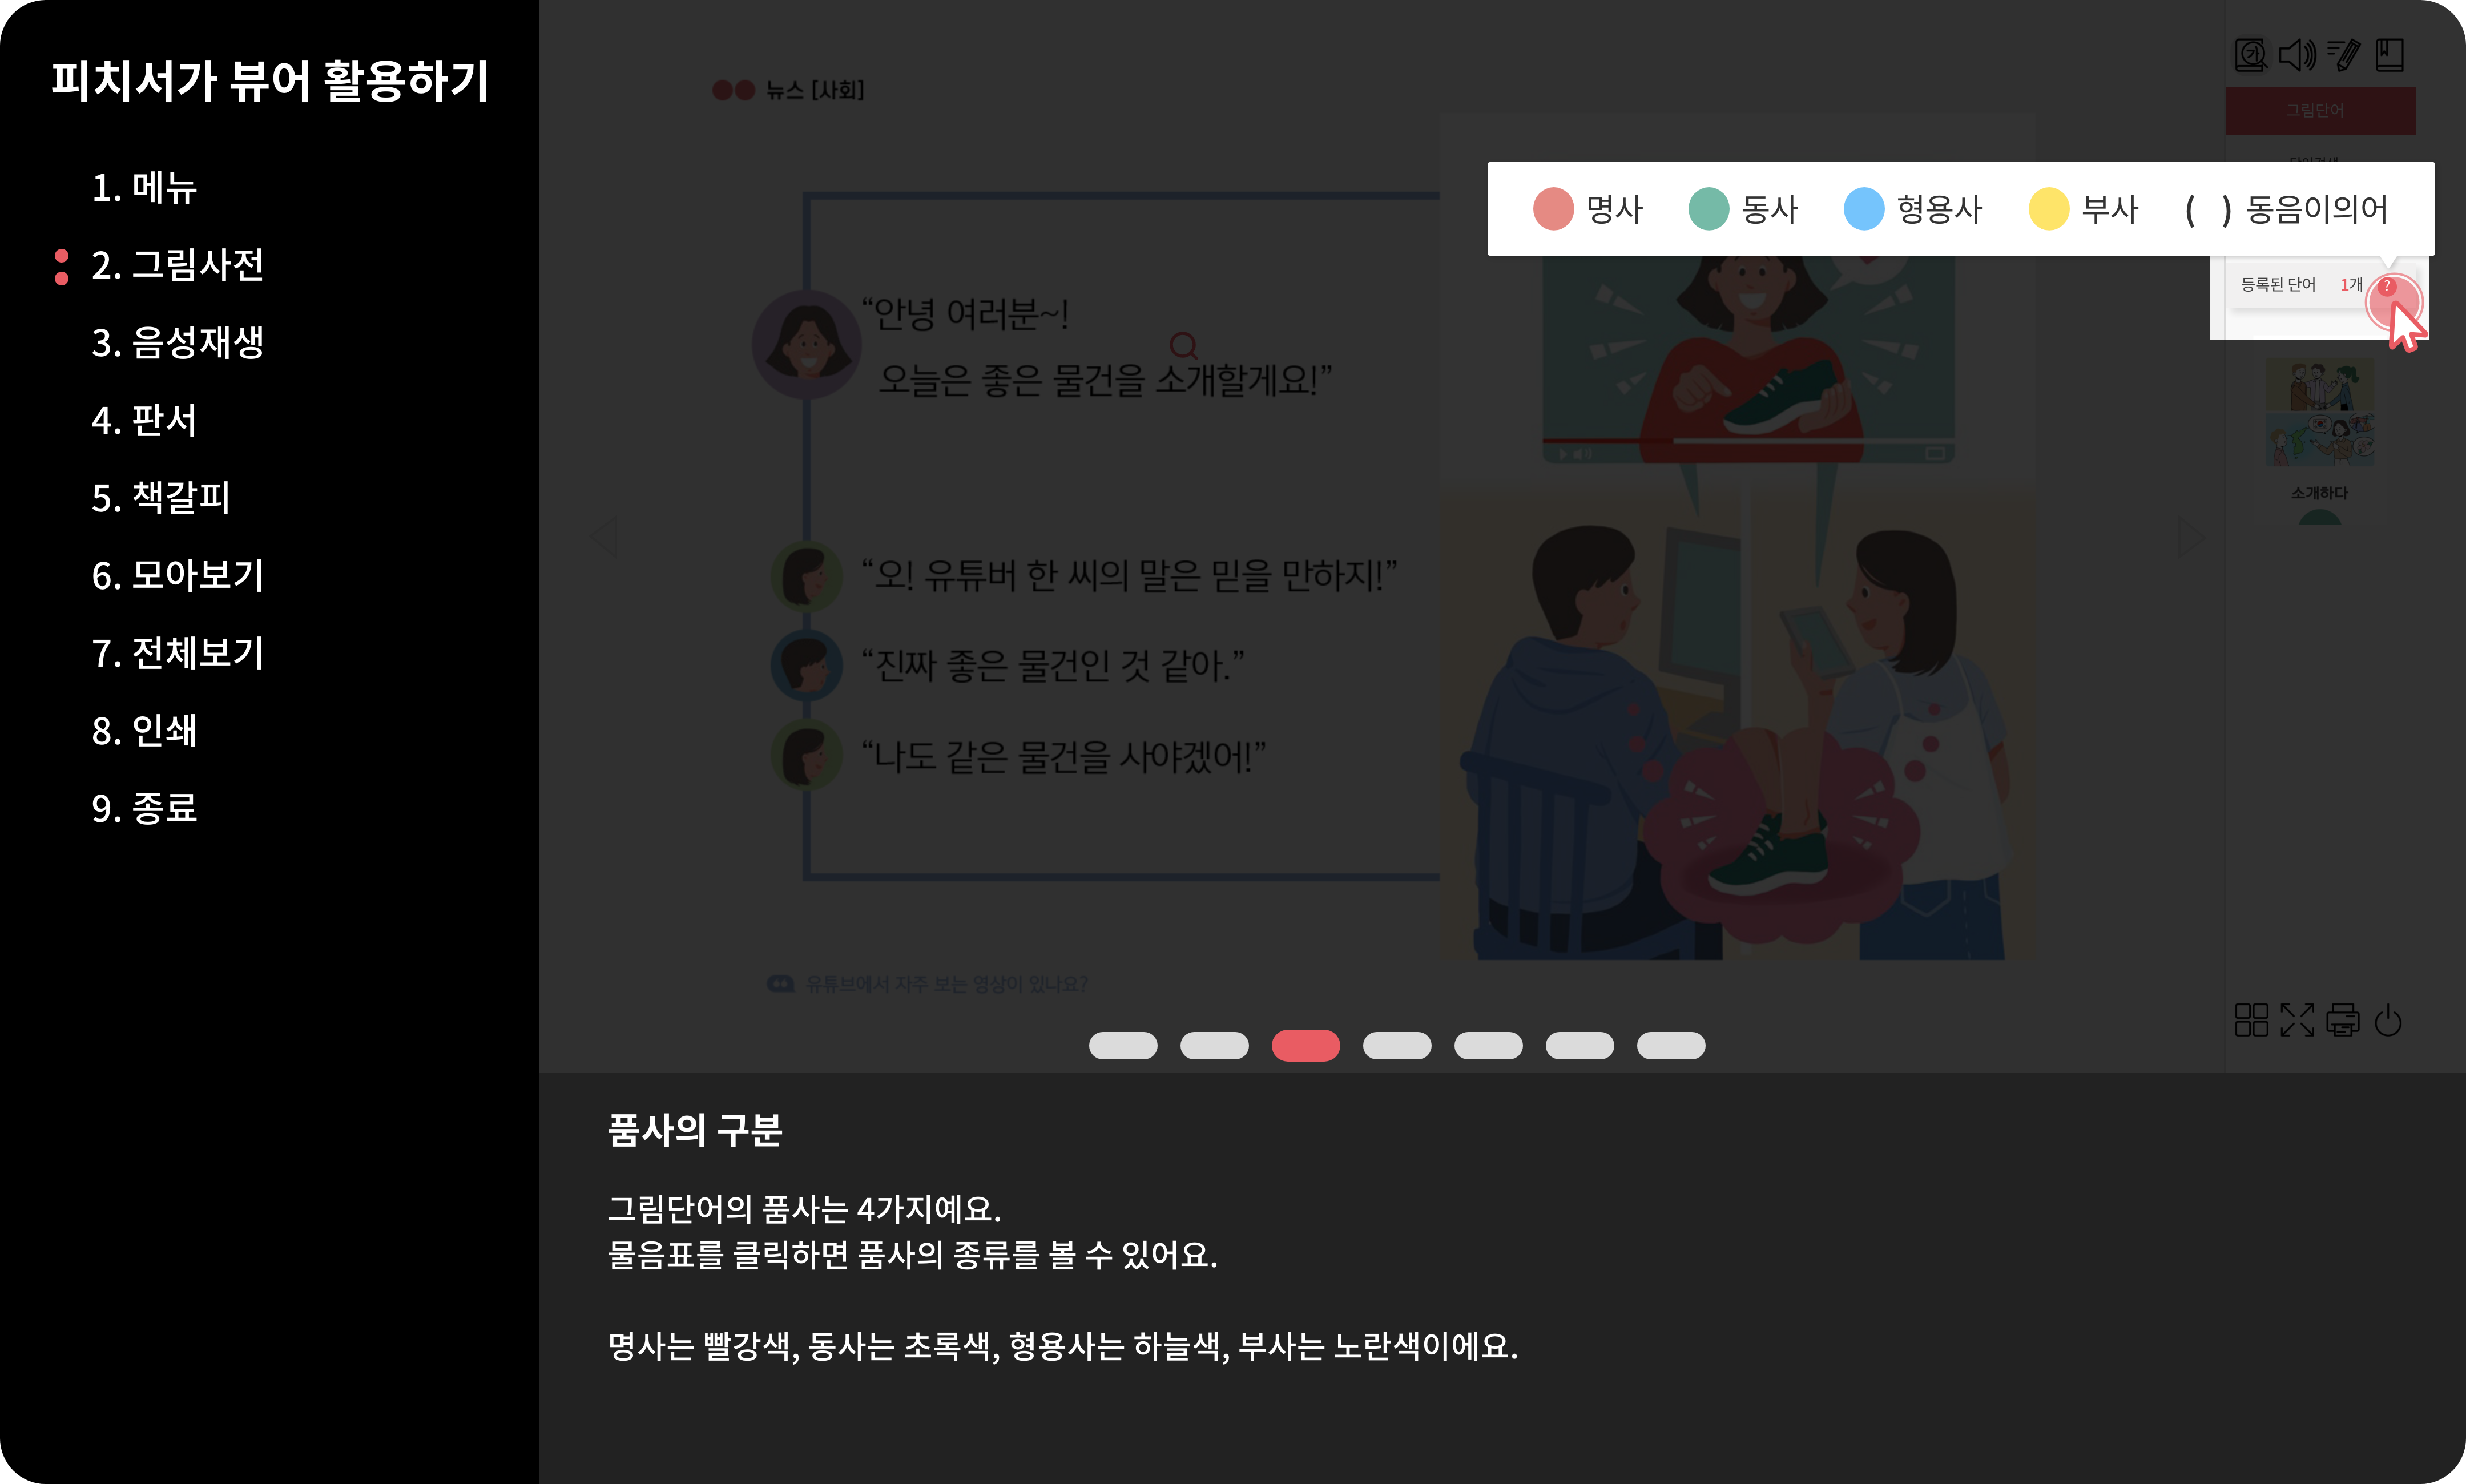 피치서가 뷰어 활용하기
1. 메뉴
2. 그림사전
3. 음성재생
4. 판서
5. 책갈피
6. 모아보기
7. 전체보기
8. 인쇄
9. 종료
뉴스 [사회]
가
그림단어
명사 동사 형용사 부사 ( ) 동음이의어
등록된 단어 1개 ?
“안녕 여러분~!
오늘은 좋은 물건을 소개할게요!”
소개하다
“오! 유튜버 한 씨의 말은 믿을 만하지!”
“진짜 좋은 물건인 것 같아.”
“나도 같은 물건을 사야겠어!”
유튜브에서 자주 보는 영상이 있나요?
품사의 구분
그림단어의 품사는 4가지예요.
물음표를 클릭하면 품사의 종류를 볼 수 있어요.
명사는 빨강색, 동사는 초록색, 형용사는 하늘색, 부사는 노란색이에요.